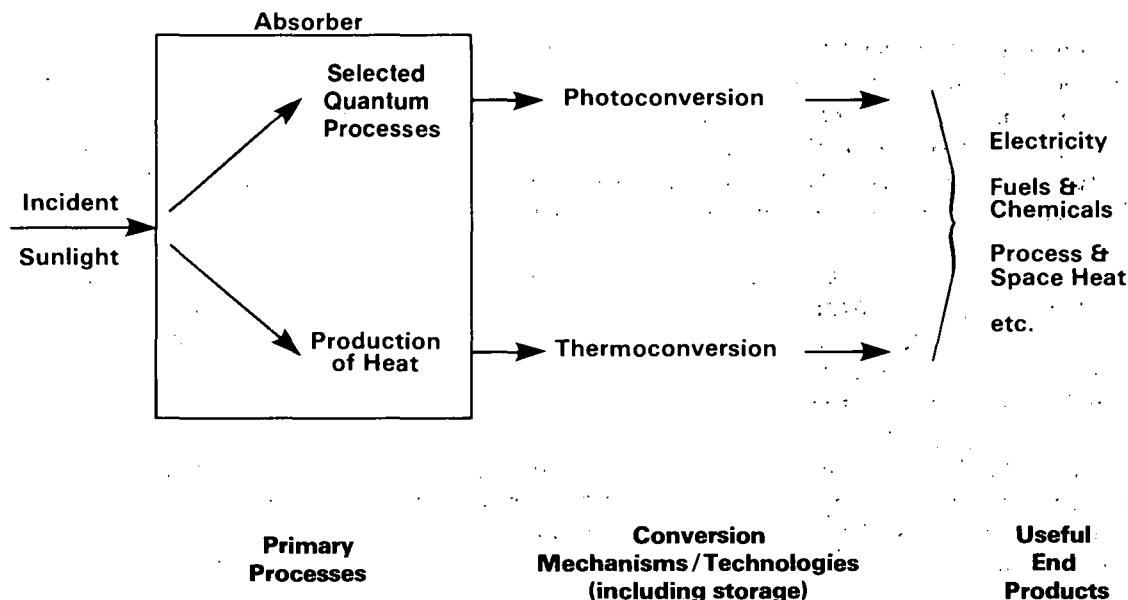 Absorber
Selected
Quantum
Processes
Photoconversion
Electricity
Fuels &
Chemicals
Process &
Space Heat
etc.
Incident
Sunlight
Production
of Heat
Thermoconversion
Primary
Processes
Conversion
Mechanisms/Technologies
(including storage)
Useful
End
Products